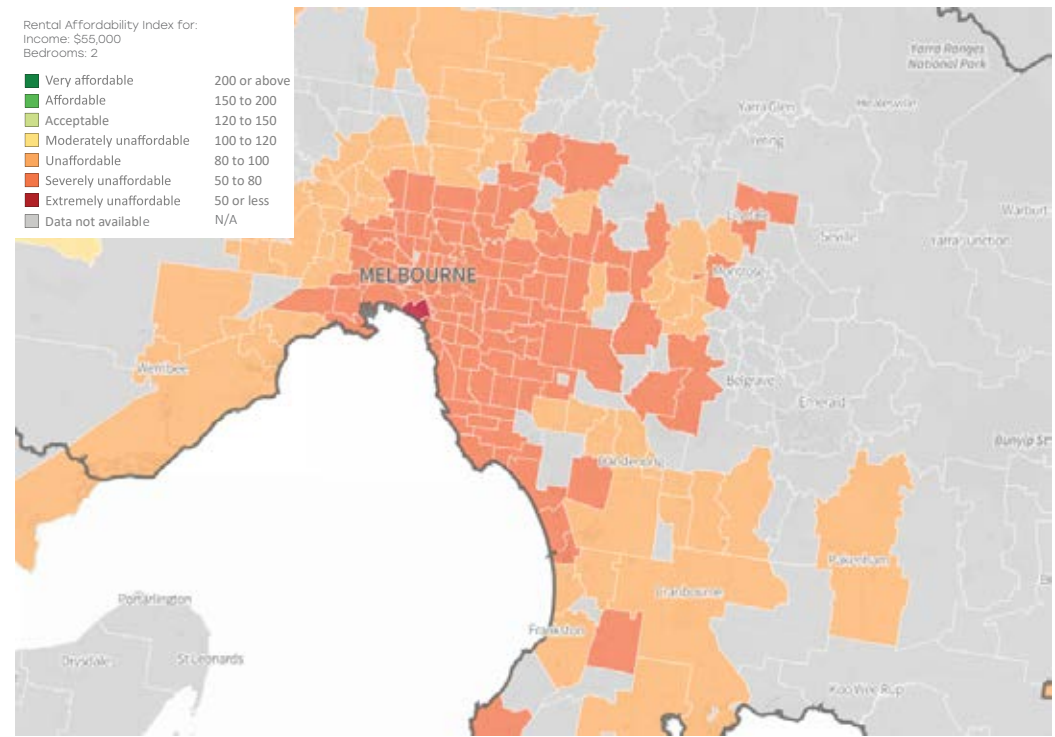 Rental Affordability Index for:
Income: $55,000
Bedrooms: 2
Very affordable 200 or above
Affordable 150 to 200
Acceptable 120 to 150
Moderately unaffordable 100 to 120
Unaffordable 80 to 100
Severely unaffordable 50 to 80
Extremely unaffordable 50 or less
Data not available N/A
Yarra Ranges
National Park
Yarra Glen
Healesville
Yering
Lilydale
Warburt
Seville
Yarra Junction
MELBOURNE
Montrose
Werribee
Belgrave
Emerald
Bunyip St
Dandenong
Pakenham
Cranbourne
Portarlington
Frankston
Drysdale
St Leonards
Koo Wee Rup